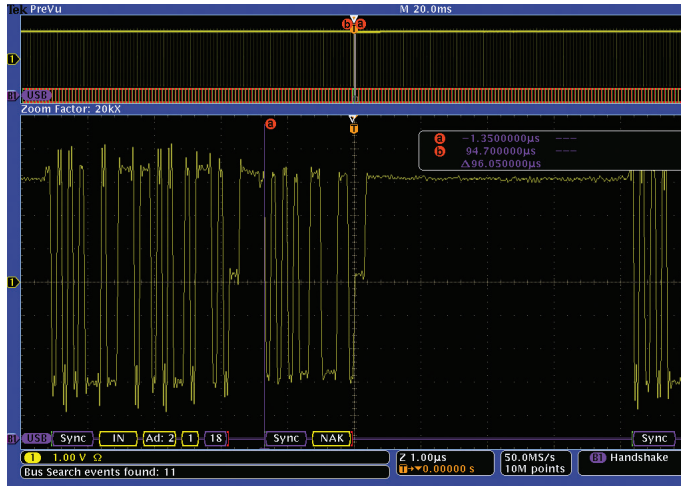 Tek PreVu M 20.0ms
b a
T
1
B1 USB
Zoom Factor: 20kX
a T
a −1.3500000µs ---
b 94.700000µs ---
Δ96.050000µs
1
B1 USB Sync IN Ad: 2 1 18 Sync NAK Sync
1 1.00 V Ω Z 1.00µs 50.0MS/s B1 Handshake
T→▾0.00000 s 10M points
Bus Search events found: 11